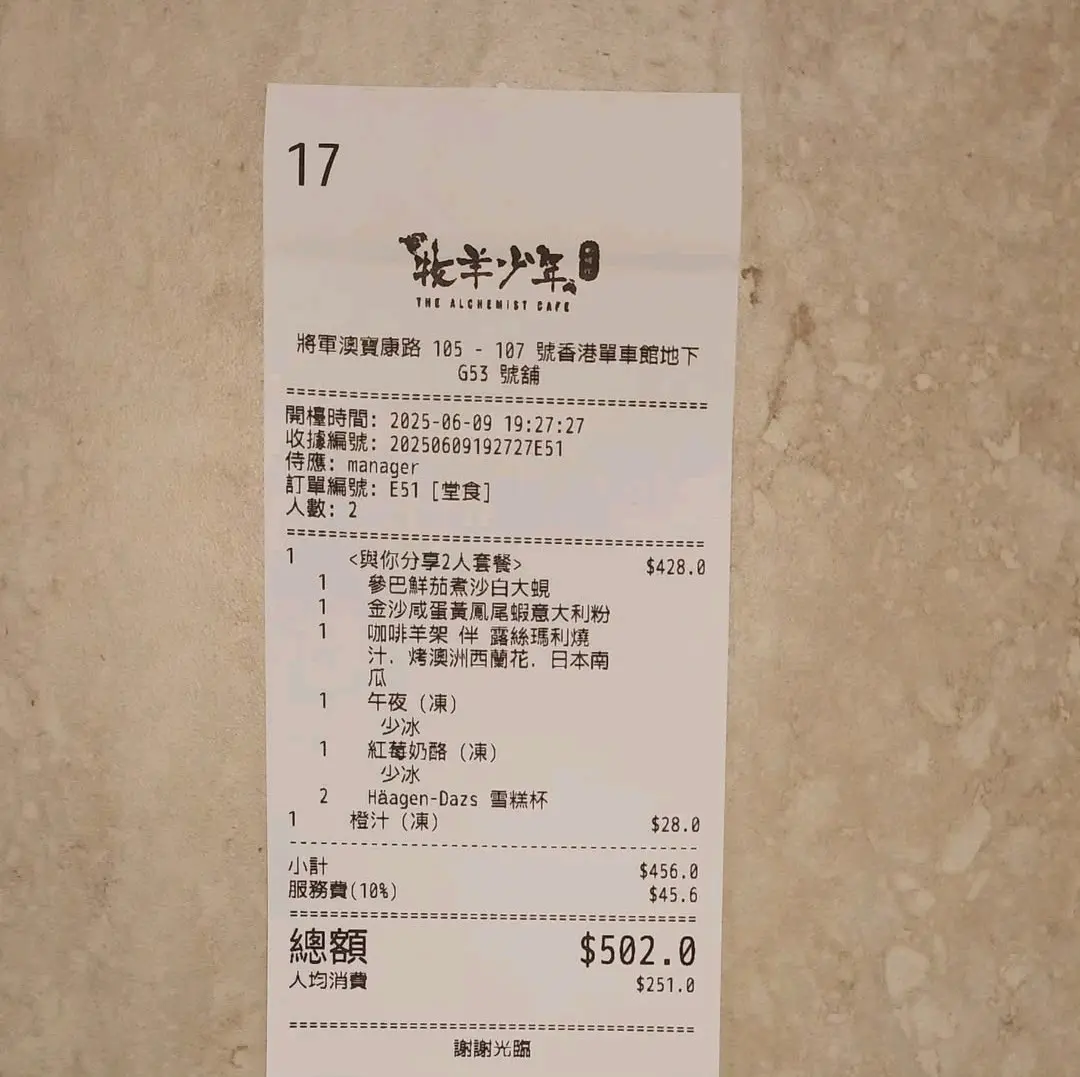 17
牧羊少年
THE ALCHEMIST CAFE
將軍澳寶康路 105 - 107 號香港單車館地下
G53 號舖
開檯時間: 2025-06-09 19:27:27
收據編號: 20250609192727E51
侍應: manager
訂單編號: E51 [堂食]
人數: 2
1 <與你分享2人套餐> $428.0
1 參巴鮮茄煮沙白大蜆
1 金沙咸蛋黃鳳尾蝦意大利粉
1 咖啡羊架 伴 露絲瑪利燒
汁, 烤澳洲西蘭花, 日本南
瓜
1 午夜 (凍)
少冰
1 紅莓奶酪 (凍)
少冰
2 Häagen-Dazs 雪糕杯
1 橙汁 (凍) $28.0
小計 $456.0
服務費(10%) $45.6
總額 $502.0
人均消費 $251.0
謝謝光臨